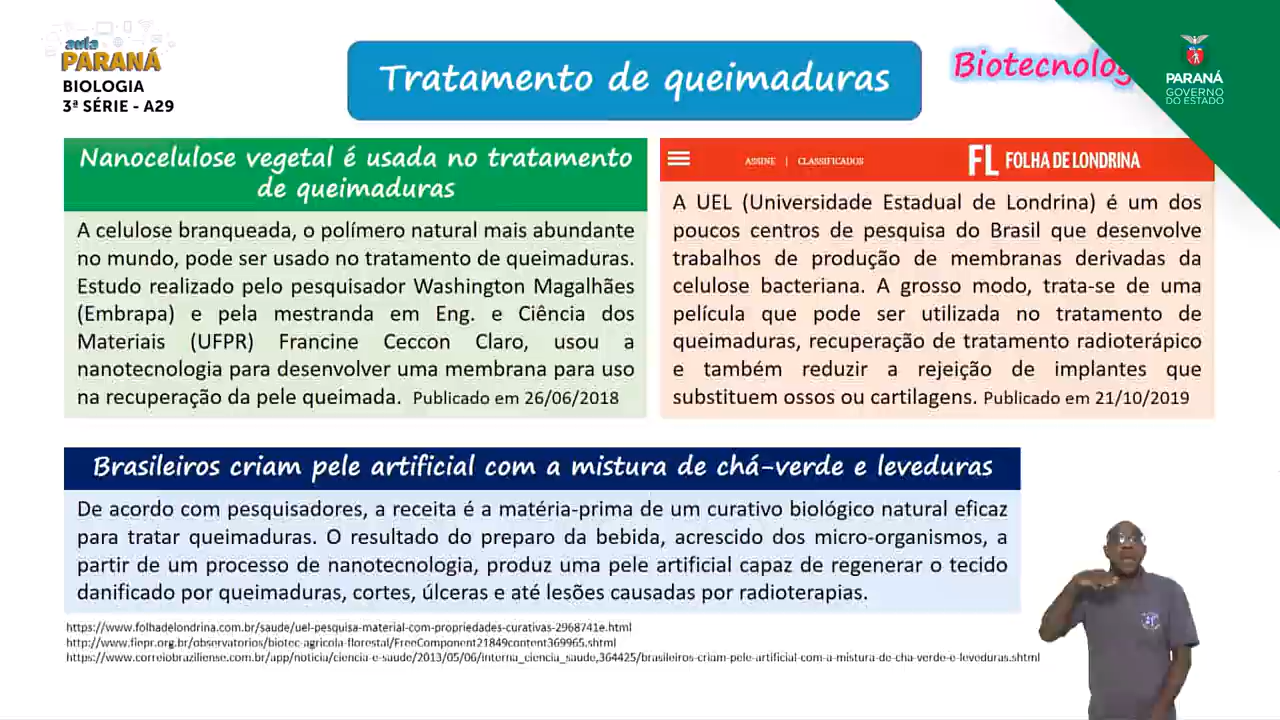 aula
PARANÁ
BIOLOGIA
3ª SÉRIE - A29
Tratamento de queimaduras
Biotecnolog
PARANÁ
GOVERNO
DO ESTADO
Nanocelulose vegetal é usada no tratamento
de queimaduras
A celulose branqueada, o polímero natural mais abundante
no mundo, pode ser usado no tratamento de queimaduras.
Estudo realizado pelo pesquisador Washington Magalhães
(Embrapa) e pela mestranda em Eng. e Ciência dos
Materiais (UFPR) Francine Ceccon Claro, usou a
nanotecnologia para desenvolver uma membrana para uso
na recuperação da pele queimada. Publicado em 26/06/2018
ASSINE | CLASSIFICADOS
FL FOLHA DE LONDRINA
A UEL (Universidade Estadual de Londrina) é um dos
poucos centros de pesquisa do Brasil que desenvolve
trabalhos de produção de membranas derivadas da
celulose bacteriana. A grosso modo, trata-se de uma
película que pode ser utilizada no tratamento de
queimaduras, recuperação de tratamento radioterápico
e também reduzir a rejeição de implantes que
substituem ossos ou cartilagens. Publicado em 21/10/2019
Brasileiros criam pele artificial com a mistura de chá-verde e leveduras
De acordo com pesquisadores, a receita é a matéria-prima de um curativo biológico natural eficaz
para tratar queimaduras. O resultado do preparo da bebida, acrescido dos micro-organismos, a
partir de um processo de nanotecnologia, produz uma pele artificial capaz de regenerar o tecido
danificado por queimaduras, cortes, úlceras e até lesões causadas por radioterapias.
https://www.folhadelondrina.com.br/saude/uel-pesquisa-material-com-propriedades-curativas-2968741e.html
http://www.fiepr.org.br/observatorios/biotec-agricola-florestal/FreeComponent21849content369965.shtml
https://www.correiobraziliense.com.br/app/noticia/ciencia-e-saude/2013/05/06/interna_ciencia_saude,364425/brasileiros-criam-pele-artificial-com-a-mistura-de-cha-verde-e-leveduras.shtml